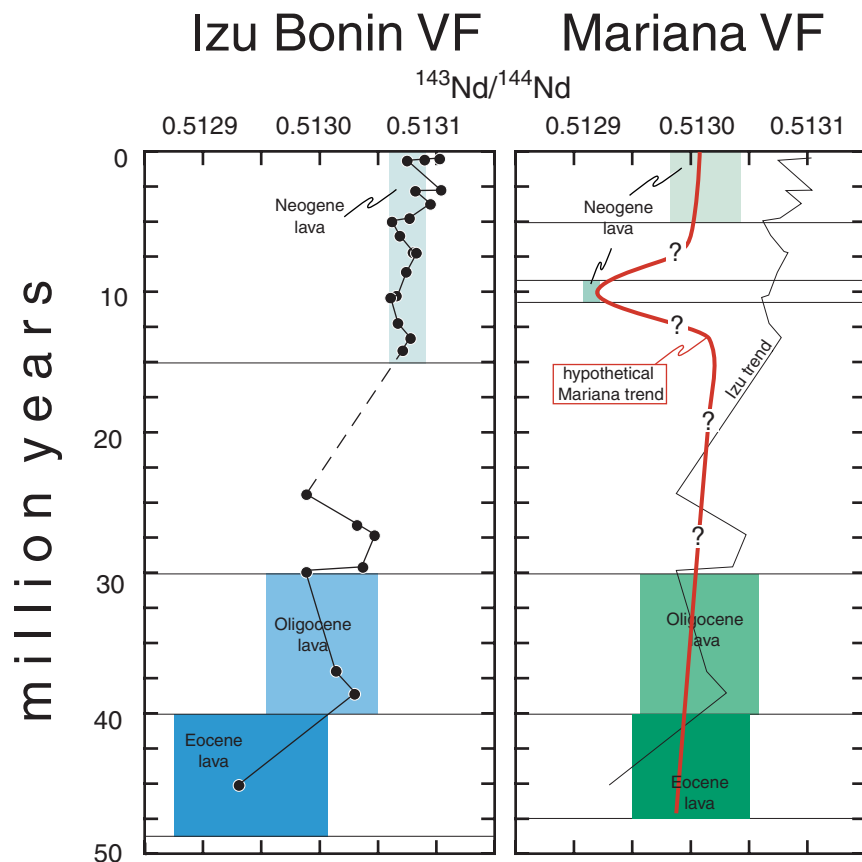 Izu Bonin VF
Mariana VF
143Nd/144Nd
0.5129 0.5130 0.5131
0.5129 0.5130 0.5131
million years
0
10
20
30
40
50
Neogene
lava
Oligocene
lava
Eocene
lava
Neogene
lava
?
?
hypothetical
Mariana trend
Izu trend
?
?
Oligocene
lava
Eocene
lava